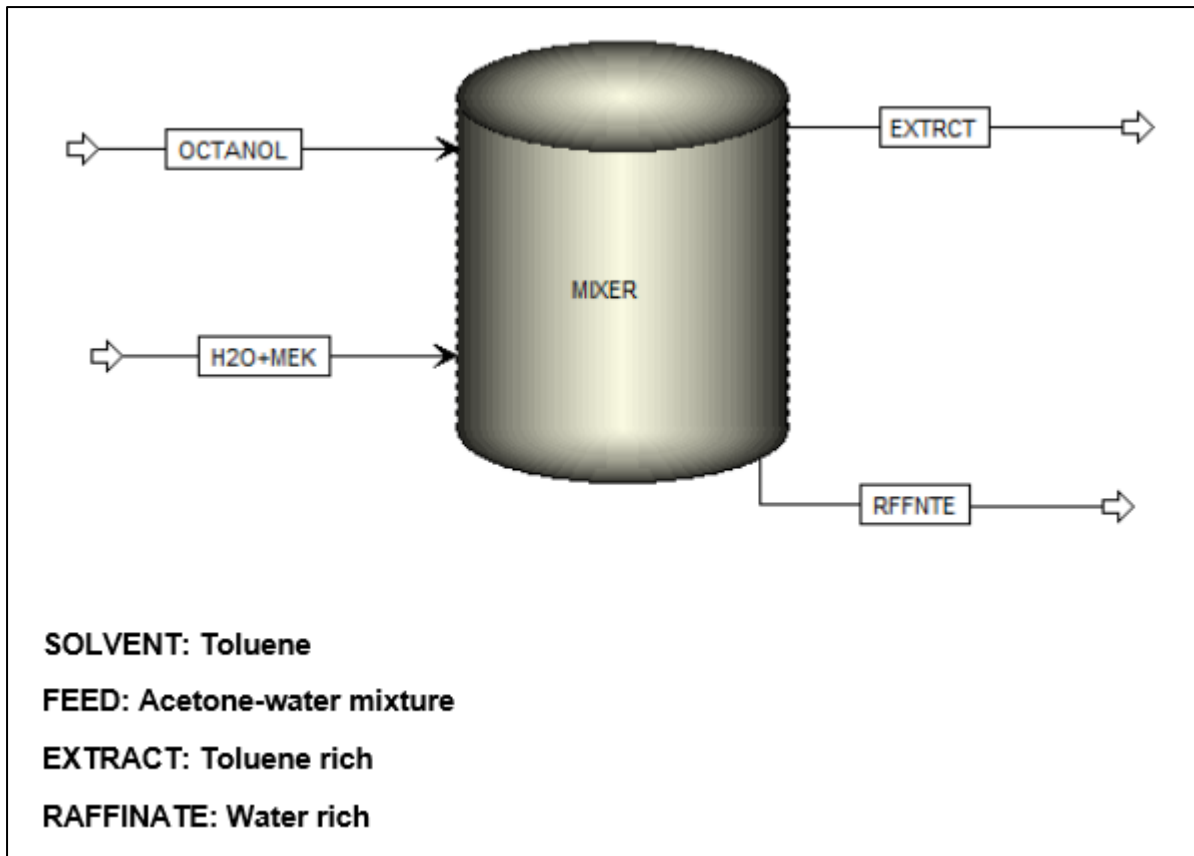 OCTANOL
EXTRCT
MIXER
H2O+MEK
RFFNTE
SOLVENT: Toluene
FEED: Acetone-water mixture
EXTRACT: Toluene rich
RAFFINATE: Water rich